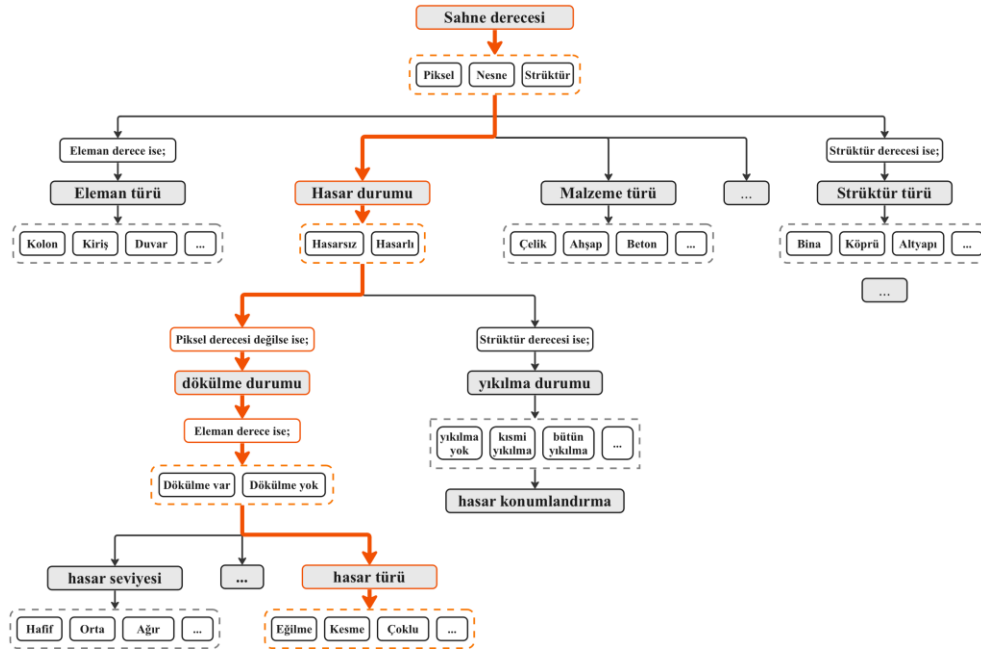 Sahne derecesi
Piksel
Nesne
Strüktür
Eleman derece ise;
Strüktür derecesi ise;
Eleman türü
Hasar durumu
Malzeme türü
...
Strüktür türü
Kolon
Kiriş
Duvar
...
Hasarsız
Hasarlı
Çelik
Ahşap
Beton
...
Bina
Köprü
Altyapı
...
...
Piksel derecesi değilse ise;
Strüktür derecesi ise;
dökülme durumu
yıkılma durumu
Eleman derece ise;
yıkılma
yok
kısmi
yıkılma
bütün
yıkılma
...
Dökülme var
Dökülme yok
hasar konumlandırma
hasar seviyesi
...
hasar türü
Hafif
Orta
Ağır
...
Eğilme
Kesme
Çoklu
...